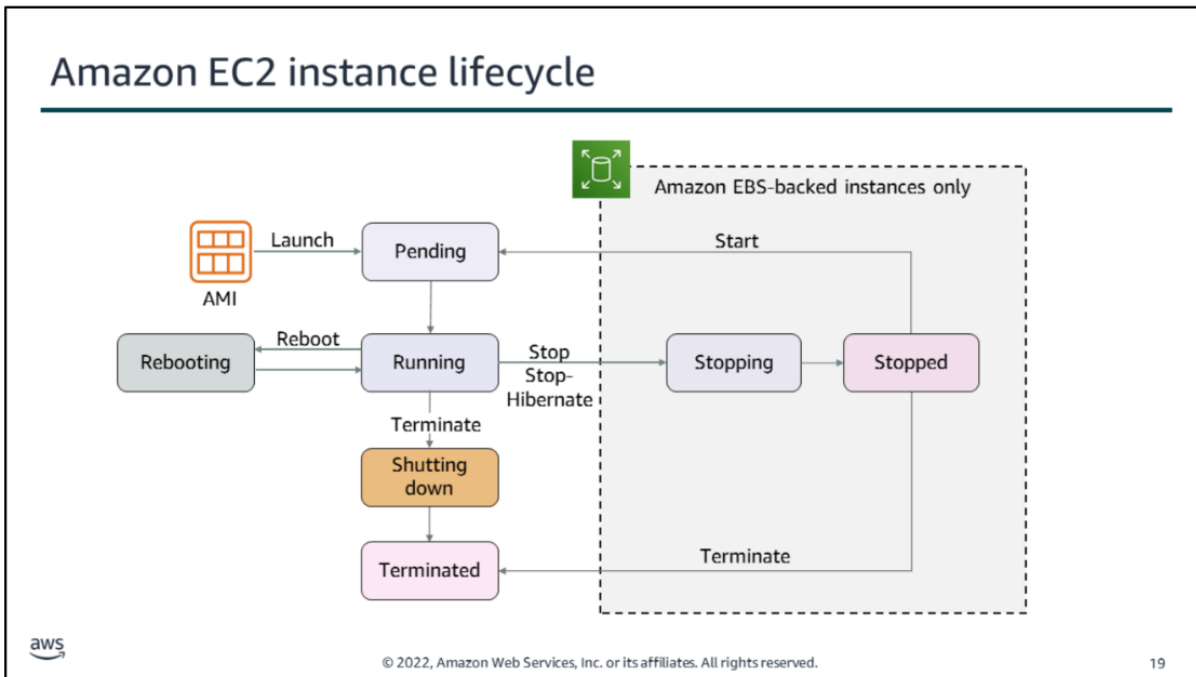 Amazon EC2 instance lifecycle
Amazon EBS-backed instances only
Launch
Pending
Start
AMI
Rebooting
Reboot
Running
Stop
Stop-
Hibernate
Stopping
Stopped
Terminate
Shutting
down
Terminated
Terminate
aws
© 2022, Amazon Web Services, Inc. or its affiliates. All rights reserved.
19